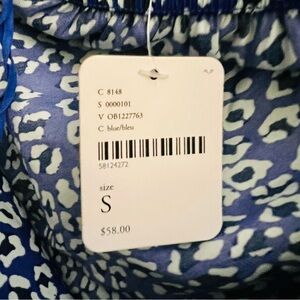 C 8148
S 0000101
V OB1227763
C blue/bleu
58124272
size
S
$58.00